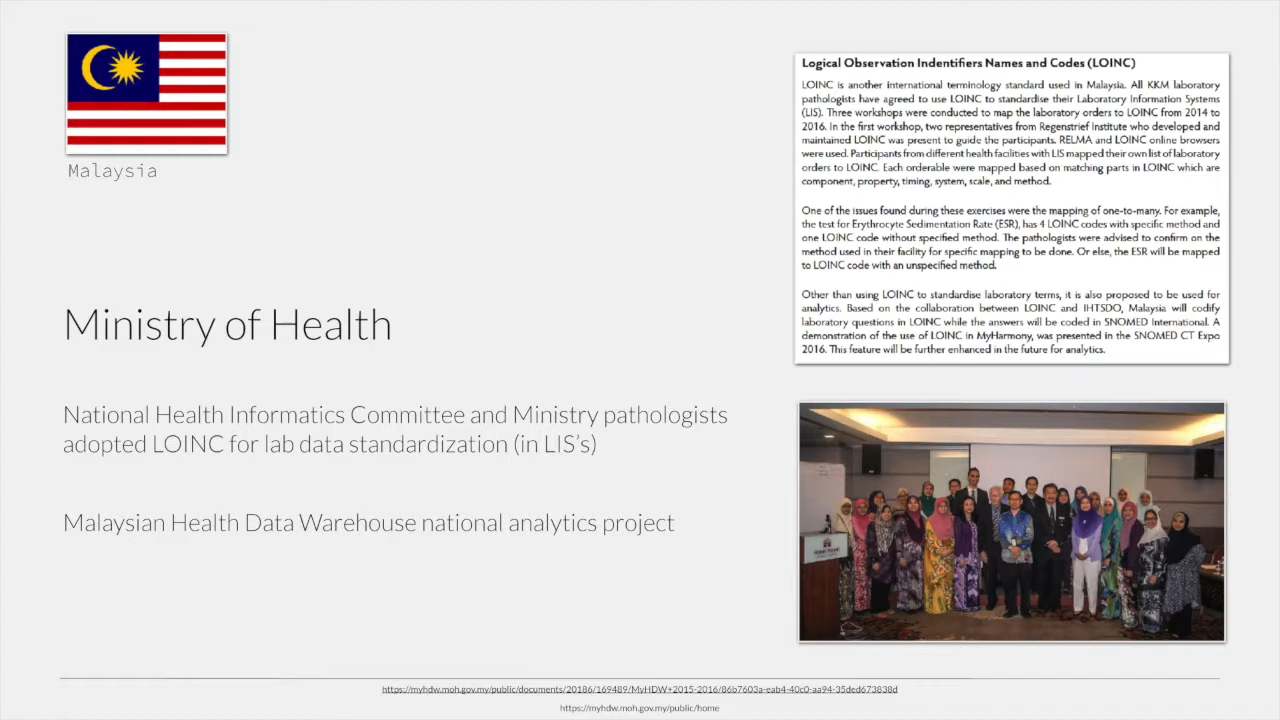 Malaysia
Ministry of Health
National Health Informatics Committee and Ministry pathologists
adopted LOINC for lab data standardization (in LIS's)
Malaysian Health Data Warehouse national analytics project
Logical Observation Indentifiers Names and Codes (LOINC)
LOINC is another international terminology standard used in Malaysia. All KKM laboratory
pathologists have agreed to use LOINC to standardise their Laboratory Information Systems
(LIS). Three workshops were conducted to map the laboratory orders to LOINC from 2014 to
2016. In the first workshop, two representatives from Regenstrief Institute who developed and
maintained LOINC was present to guide the participants. RELMA and LOINC online browsers
were used. Participants from different health facilities with LIS mapped their own list of laboratory
orders to LOINC. Each orderable were mapped based on matching parts in LOINC which are
component, property, timing, system, scale, and method.
One of the issues found during these exercises were the mapping of one-to-many. For example,
the test for Erythrocyte Sedimentation Rate (ESR), has 4 LOINC codes with specific method and
one LOINC code without specified method. The pathologists were advised to confirm on the
method used in their facility for specific mapping to be done. Or else, the ESR will be mapped
to LOINC code with an unspecified method.
Other than using LOINC to standardise laboratory terms, it is also proposed to be used for
analytics. Based on the collaboration between LOINC and IHTSDO, Malaysia will codify
laboratory questions in LOINC while the answers will be coded in SNOMED International. A
demonstration of the use of LOINC in MyHarmony, was presented in the SNOMED CT Expo
2016. This feature will be further enhanced in the future for analytics.
https://myhdw.moh.gov.my/public/documents/20186/169489/MyHDW+2015-2016/86b7603a-eab4-40c0-aa94-35ded673838d
https://myhdw.moh.gov.my/public/home